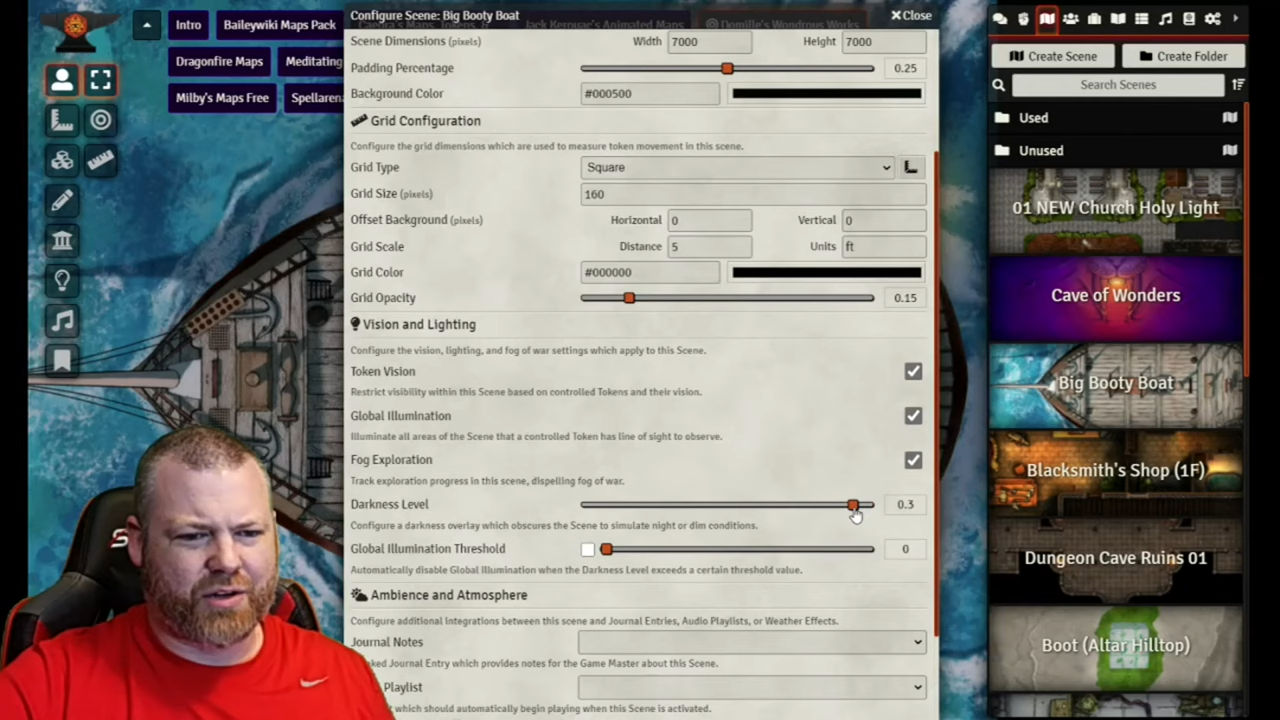 Intro
Baileywiki Maps Pack
Dragonfire Maps
Meditating
Milby's Maps Free
Spellarena
Jack Kerouac's Animated Maps
Domille's Wondrous Works
Configure Scene: Big Booty Boat
Close
Scene Dimensions (pixels)
Width 7000
Height 7000
Padding Percentage
0.25
Background Color
#000500
Grid Configuration
Configure the grid dimensions which are used to measure token movement in this scene.
Grid Type
Square
Grid Size (pixels)
160
Offset Background (pixels)
Horizontal 0
Vertical 0
Grid Scale
Distance 5
Units ft
Grid Color
#000000
Grid Opacity
0.15
Vision and Lighting
Configure the vision, lighting, and fog of war settings which apply to this Scene.
Token Vision
Restrict visibility within this Scene based on controlled Tokens and their vision.
Global Illumination
Illuminate all areas of the Scene that a controlled Token has line of sight to observe.
Fog Exploration
Track exploration progress in this scene, dispelling fog of war.
Darkness Level
0.3
Configure a darkness overlay which obscures the Scene to simulate night or dim conditions.
Global Illumination Threshold
0
Automatically disable Global Illumination when the Darkness Level exceeds a certain threshold value.
Ambience and Atmosphere
Configure additional integrations between this scene and Journal Entries, Audio Playlists, or Weather Effects.
Journal Notes
ked Journal Entry which provides notes for the Game Master about this Scene.
Playlist
t which should automatically begin playing when this Scene is activated.
Create Scene
Create Folder
Search Scenes
Used
Unused
01 NEW Church Holy Light
Cave of Wonders
Big Booty Boat
Blacksmith's Shop (1F)
Dungeon Cave Ruins 01
Boot (Altar Hilltop)